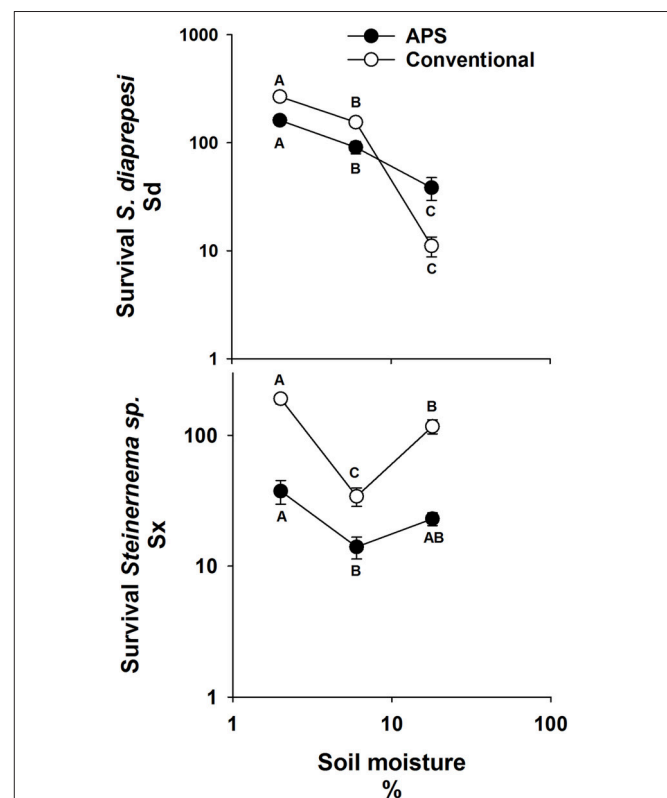 APS
Conventional
1000
100
10
1
Survival S. diaprepesi
Sd
A
B
A
B
C
C
100
10
1
Survival Steinernema sp.
Sx
A
B
C
A
B
AB
1
10
100
Soil moisture
%